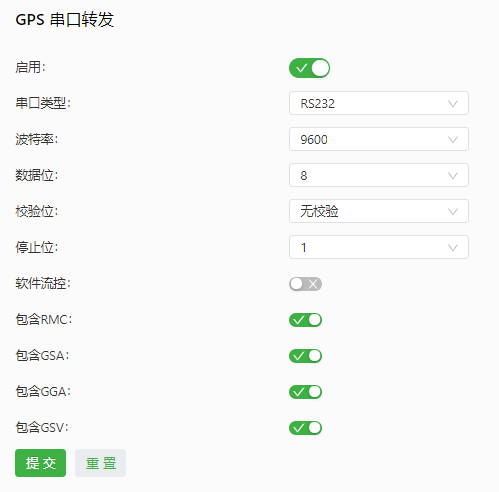 GPS 串口转发
启用:
串口类型: RS232
波特率: 9600
数据位: 8
校验位: 无校验
停止位: 1
软件流控:
包含RMC:
包含GSA:
包含GGA:
包含GSV:
提 交 重 置